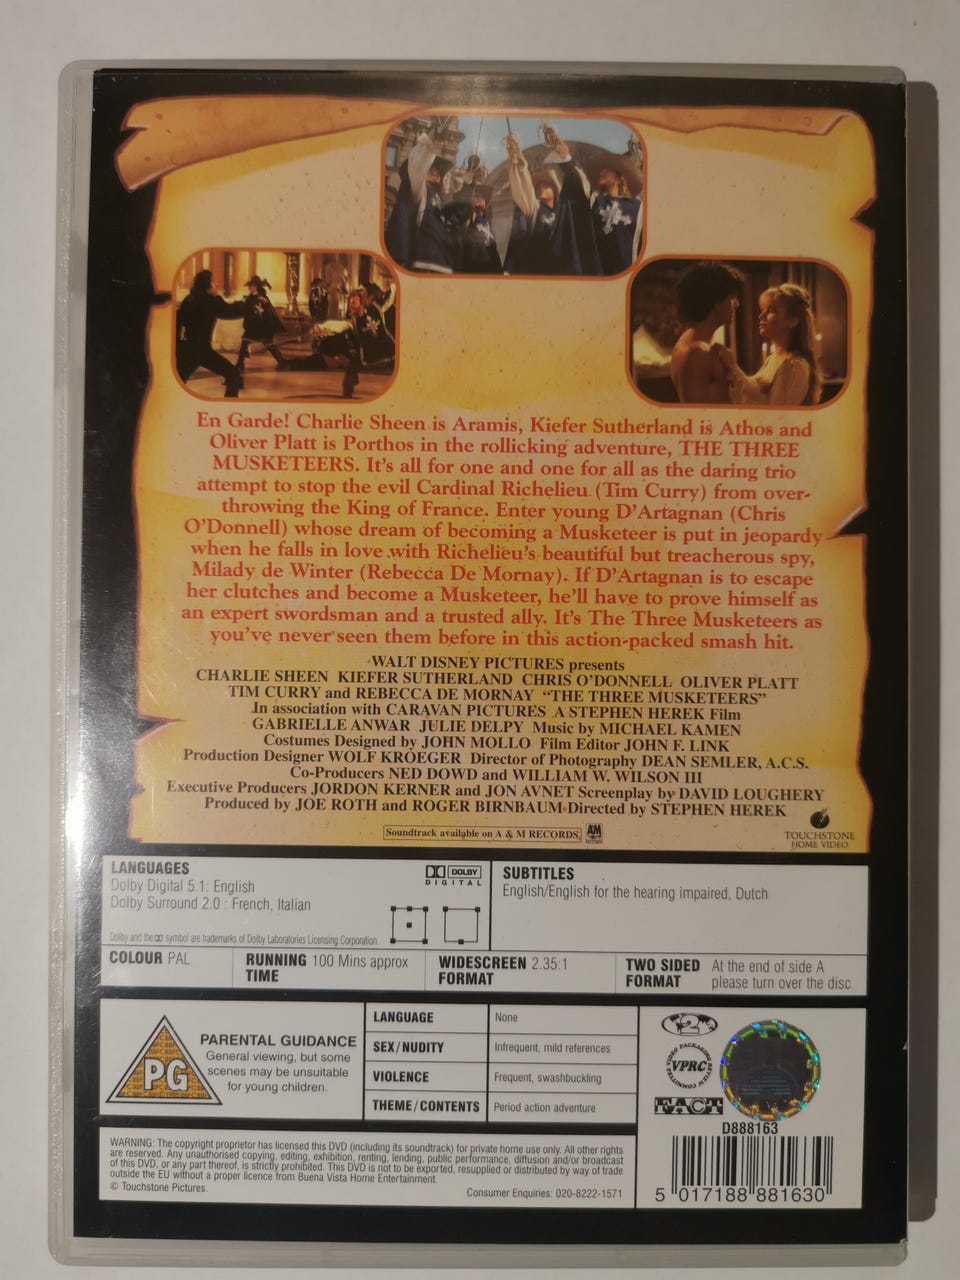 En Garde! Charlie Sheen is Aramis, Kiefer Sutherland is Athos and
Oliver Platt is Porthos in the rollicking adventure, THE THREE
MUSKETEERS. It's all for one and one for all as the daring trio
attempt to stop the evil Cardinal Richelieu (Tim Curry) from over-
throwing the King of France. Enter young D'Artagnan (Chris
O'Donnell) whose dream of becoming a Musketeer is put in jeopardy
when he falls in love with Richelieu's beautiful but treacherous spy,
Milady de Winter (Rebecca De Mornay). If D'Artagnan is to escape
her clutches and become a Musketeer, he'll have to prove himself as
an expert swordsman and a trusted ally. It's The Three Musketeers as
you've never seen them before in this action-packed smash hit.
WALT DISNEY PICTURES presents
CHARLIE SHEEN KIEFER SUTHERLAND CHRIS O'DONNELL OLIVER PLATT
TIM CURRY and REBECCA DE MORNAY "THE THREE MUSKETEERS"
In association with CARAVAN PICTURES A STEPHEN HEREK Film
GABRIELLE ANWAR JULIE DELPY Music by MICHAEL KAMEN
Costumes Designed by JOHN MOLLO Film Editor JOHN F. LINK
Production Designer WOLF KROEGER Director of Photography DEAN SEMLER, A.C.S.
Co-Producers NED DOWD and WILLIAM W. WILSON III
Executive Producers JORDON KERNER and JON AVNET Screenplay by DAVID LOUGHERY
Produced by JOE ROTH and ROGER BIRNBAUM Directed by STEPHEN HEREK
Soundtrack available on A & M RECORDS
AM
RECORDS
TOUCHSTONE
HOME VIDEO
LANGUAGES
Dolby Digital 5.1: English
Dolby Surround 2.0 : French, Italian
DOLBY
DIGITAL
Dolby and the symbol are trademarks of Dolby Laboratories Licensing Corporation.
SUBTITLES
English/English for the hearing impaired, Dutch
COLOUR PAL
RUNNING TIME 100 Mins approx
WIDESCREEN FORMAT 2.35:1
TWO SIDED FORMAT At the end of side A
please turn over the disc
PG
PARENTAL GUIDANCE
General viewing, but some
scenes may be unsuitable
for young children.
LANGUAGE None
SEX/NUDITY Infrequent, mild references
VIOLENCE Frequent, swashbuckling
THEME/CONTENTS Period action adventure
2
VIDEO PACKAGING REVIEW COMMITTEE
VPRC
FACT
D888163
5 017188 881630
WARNING: The copyright proprietor has licensed this DVD (including its soundtrack) for private home use only. All other rights
are reserved. Any unauthorised copying, editing, exhibition, renting, lending, public performance, diffusion and/or broadcast
of this DVD, or any part thereof, is strictly prohibited. This DVD is not to be exported, resupplied or distributed by way of trade
outside the EU without a proper licence from Buena Vista Home Entertainment.
© Touchstone Pictures.
Consumer Enquiries: 020-8222-1571